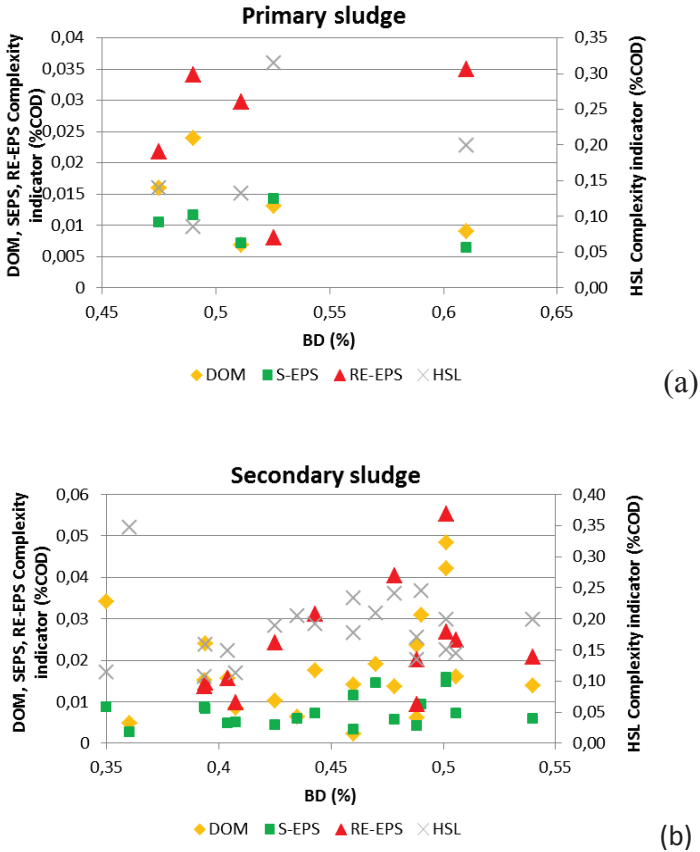 Primary sludge
DOM, SEPS, RE-EPS Complexity
indicator (%COD)
0,04
0,035
0,03
0,025
0,02
0,015
0,01
0,005
0
0,35
0,30
0,25
0,20
0,15
0,10
0,05
0,00
HSL Complexity indicator (%COD)
0,45
0,5
0,55
0,6
0,65
BD (%)
DOM
S-EPS
RE-EPS
HSL
(a)
Secondary sludge
DOM, SEPS, RE-EPS Complexity
indicator (%COD)
0,06
0,05
0,04
0,03
0,02
0,01
0
0,40
0,35
0,30
0,25
0,20
0,15
0,10
0,05
0,00
HSL Complexity indicator (%COD)
0,35
0,4
0,45
0,5
0,55
BD (%)
DOM
S-EPS
RE-EPS
HSL
(b)